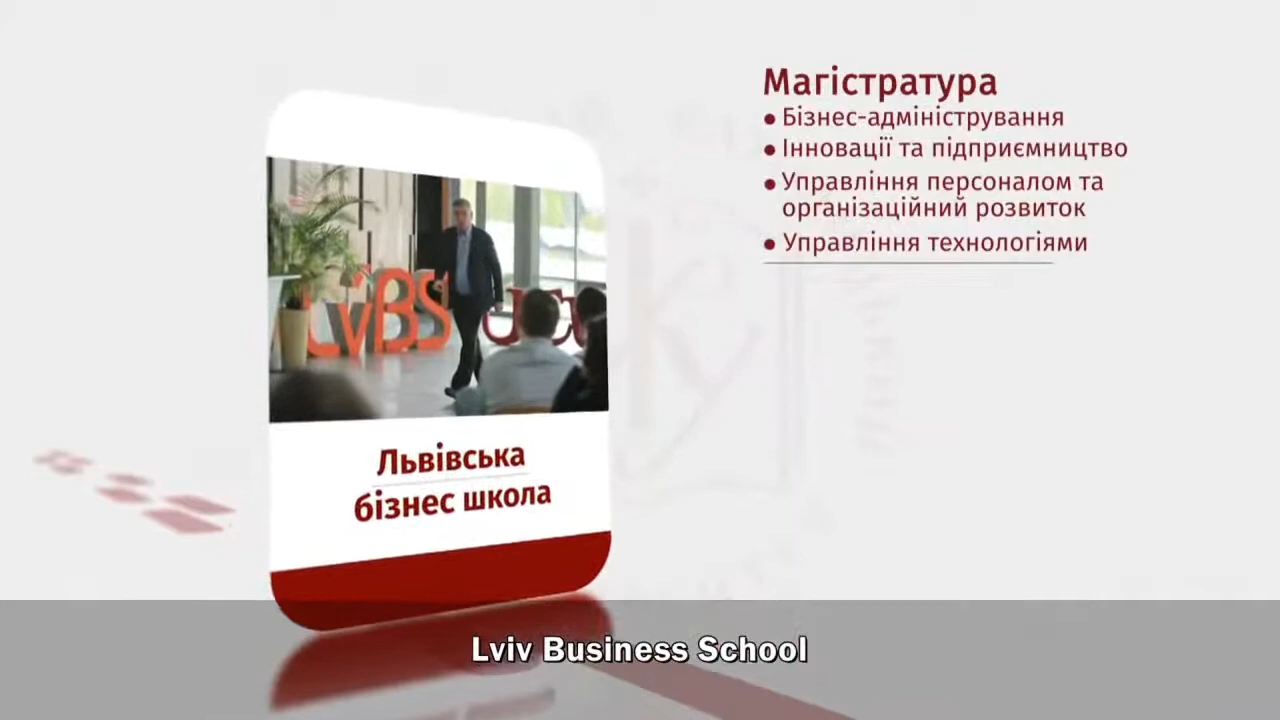 Магістратура
• Бізнес-адміністрування
• Інновації та підприємництво
• Управління персоналом та
організаційний розвиток
• Управління технологіями
LvBS
Львівська
бізнес школа
Lviv Business School